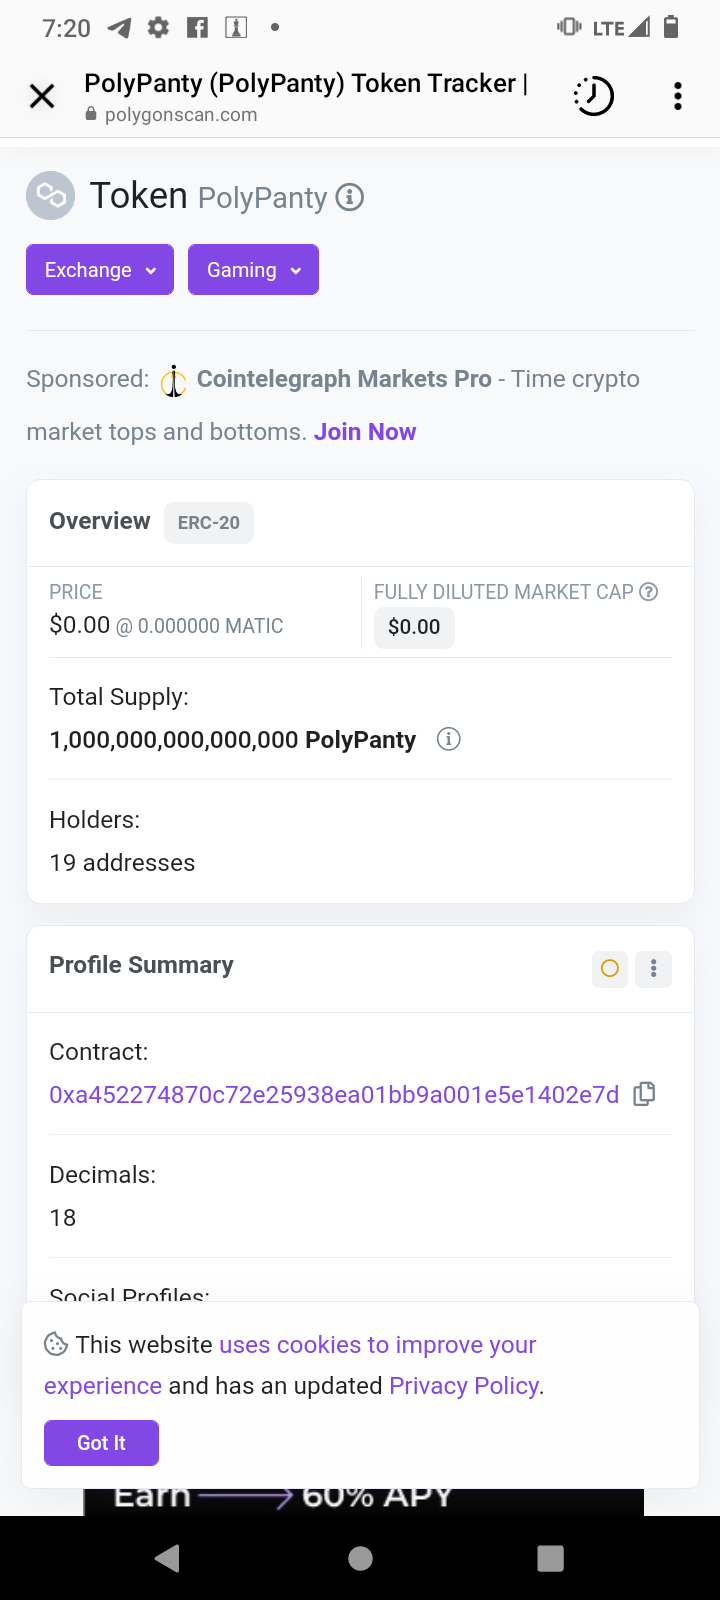 7:20
LTE
PolyPanty (PolyPanty) Token Tracker |
polygonscan.com
Token PolyPanty
Exchange
Gaming
Sponsored: Cointelegraph Markets Pro - Time crypto
market tops and bottoms. Join Now
Overview ERC-20
PRICE
$0.00 @ 0.000000 MATIC
FULLY DILUTED MARKET CAP
$0.00
Total Supply:
1,000,000,000,000,000 PolyPanty
Holders:
19 addresses
Profile Summary
Contract:
0xa452274870c72e25938ea01bb9a001e5e1402e7d
Decimals:
18
Social Profiles:
This website uses cookies to improve your
experience and has an updated Privacy Policy.
Got It
Earn 60% APY